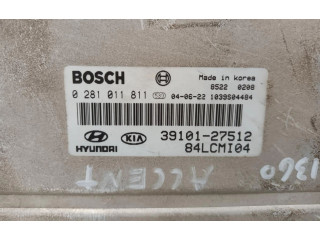 BOSCH
Made in korea
8522 0208
0 281 011 811 04-06-22 1039S04484
HYUNDAI KIA 39101-27512
84LCMI04
ACCENT
1360